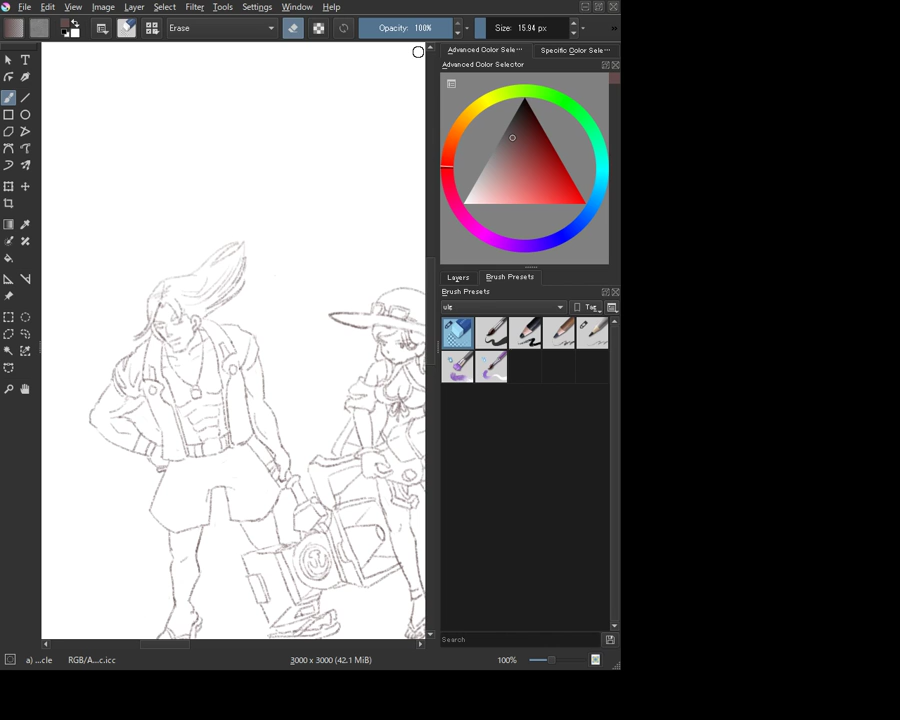 File Edit View Image Layer Select Filter Tools Settings Window Help
Erase Opacity: 100% Size: 15.94 px »
Advanced Color Sele··· Specific Color Sele···
Advanced Color Selector
Layers Brush Presets
Brush Presets
Tag
Search
a) ...cle RGB/A...c.icc 3000 x 3000 (42.1 MiB) 100%